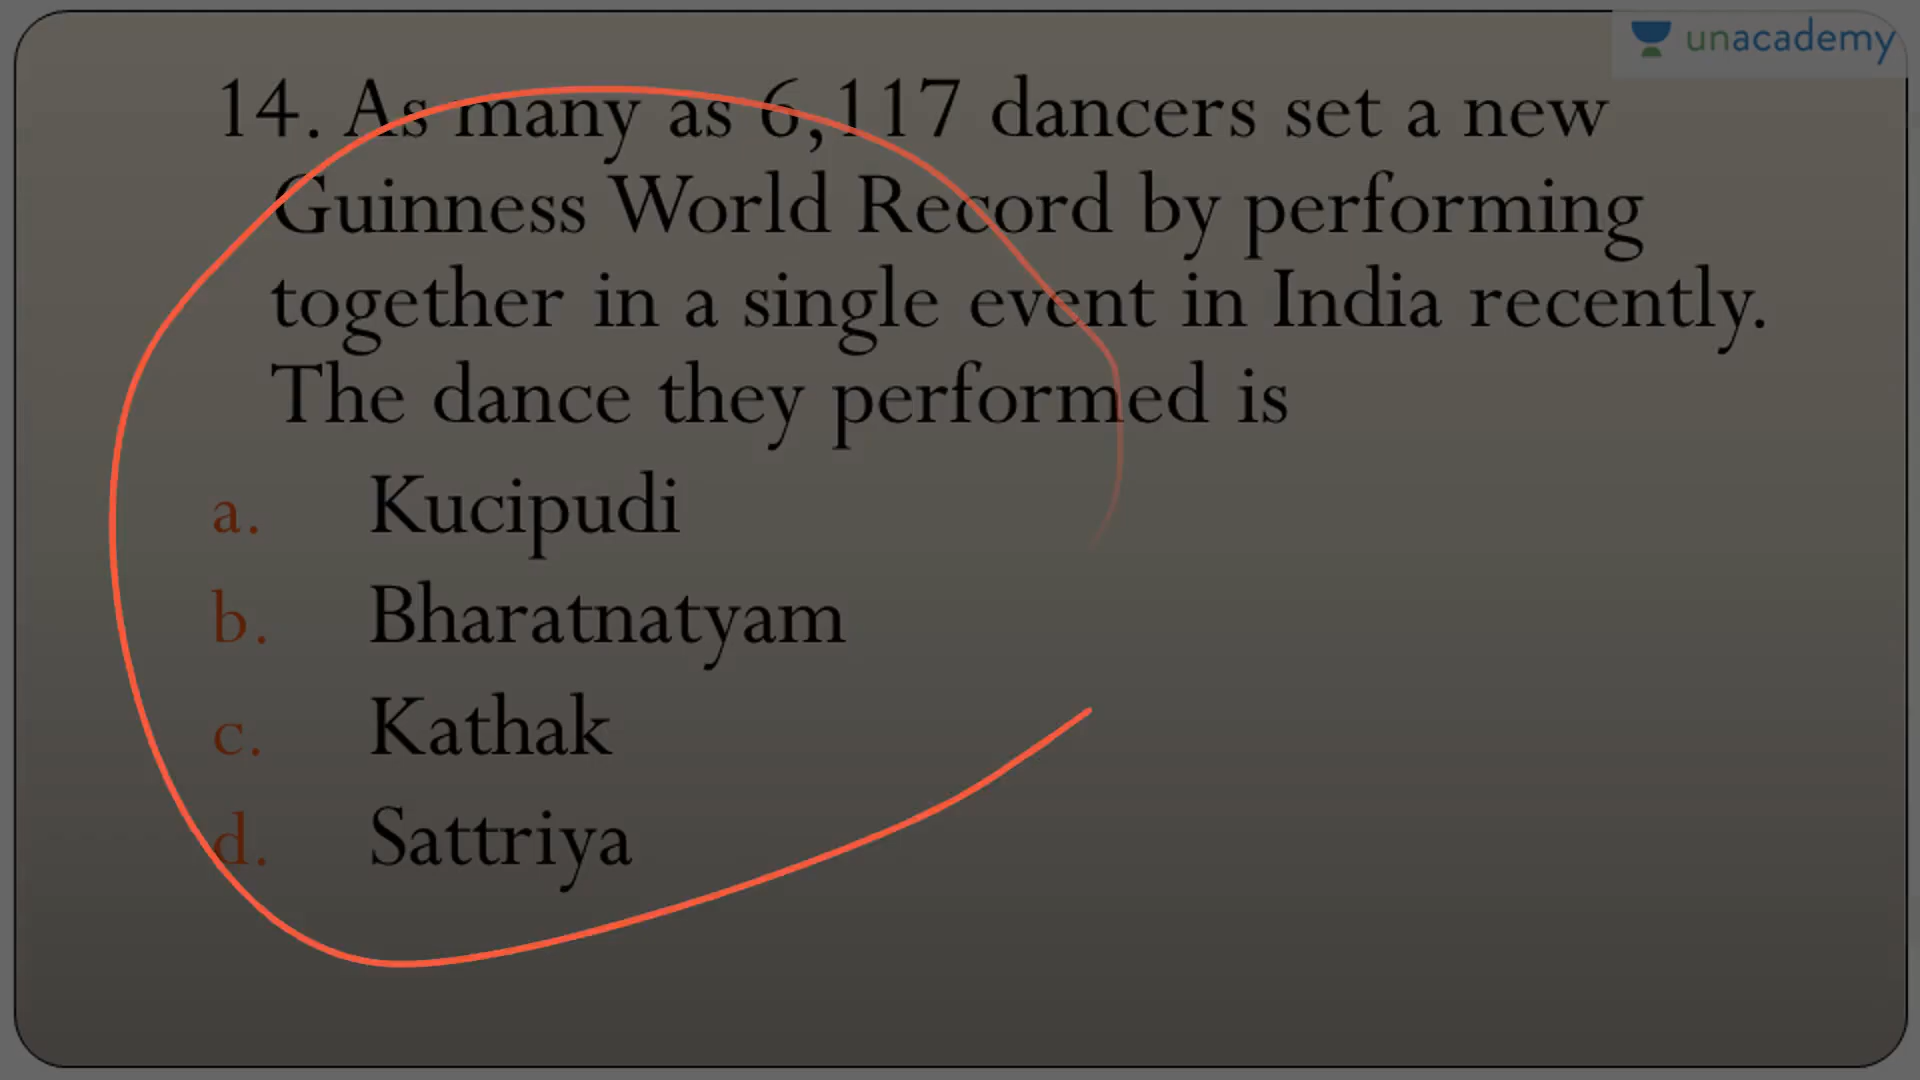 unacademy
14. As many as 6,117 dancers set a new
Guinness World Record by performing
together in a single event in India recently.
The dance they performed is
a. Kucipudi
b. Bharatnatyam
c. Kathak
d. Sattriya